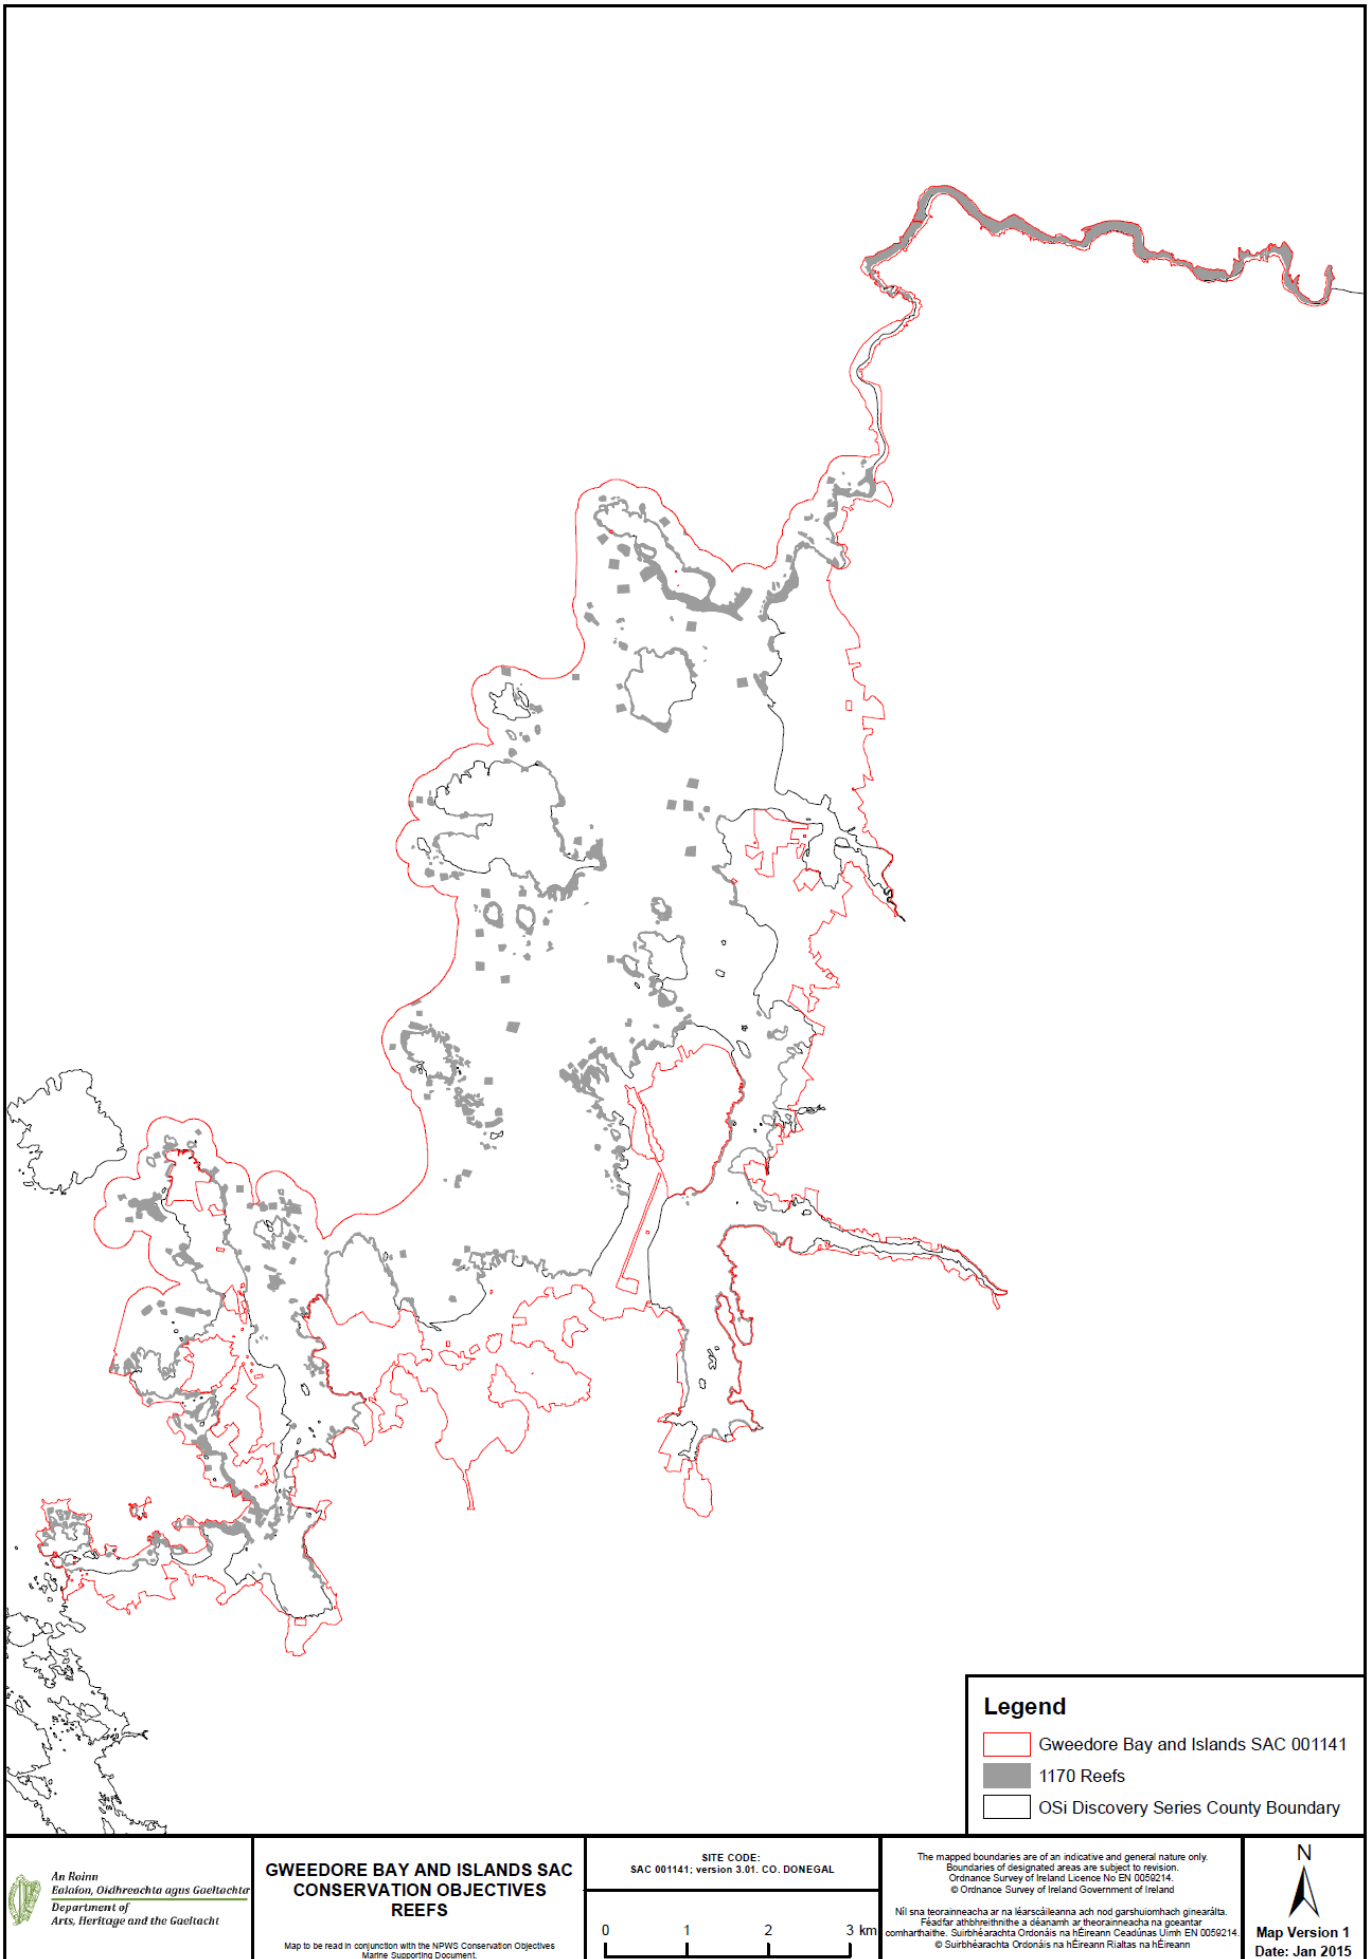 Legend
Gweedore Bay and Islands SAC 001141
1170 Reefs
OSi Discovery Series County Boundary
An Roinn
Ealaíon, Oidhreachta agus Gaeltachta
Department of
Arts, Heritage and the Gaeltacht
GWEEDORE BAY AND ISLANDS SAC
CONSERVATION OBJECTIVES
REEFS
Map to be read in conjunction with the NPWS Conservation Objectives
Marine Supporting Document.
SITE CODE:
SAC 001141; version 3.01. CO. DONEGAL
0 1 2 3 km
The mapped boundaries are of an indicative and general nature only.
Boundaries of designated areas are subject to revision.
Ordnance Survey of Ireland Licence No EN 0059214.
© Ordnance Survey of Ireland Government of Ireland
Níl sna teorainneacha ar na léarscáileanna ach nod garshuiomhach ginearálta.
Féadfar athbhreithnithe a déanamh ar theorainneacha na gceantar
comharthaithe. Suirbhéarachta Ordonáis na hÉireann Ceadúnas Uimh EN 0059214.
© Suirbhéarachta Ordonáis na hÉireann Rialtas na hÉireann
N
Map Version 1
Date: Jan 2015